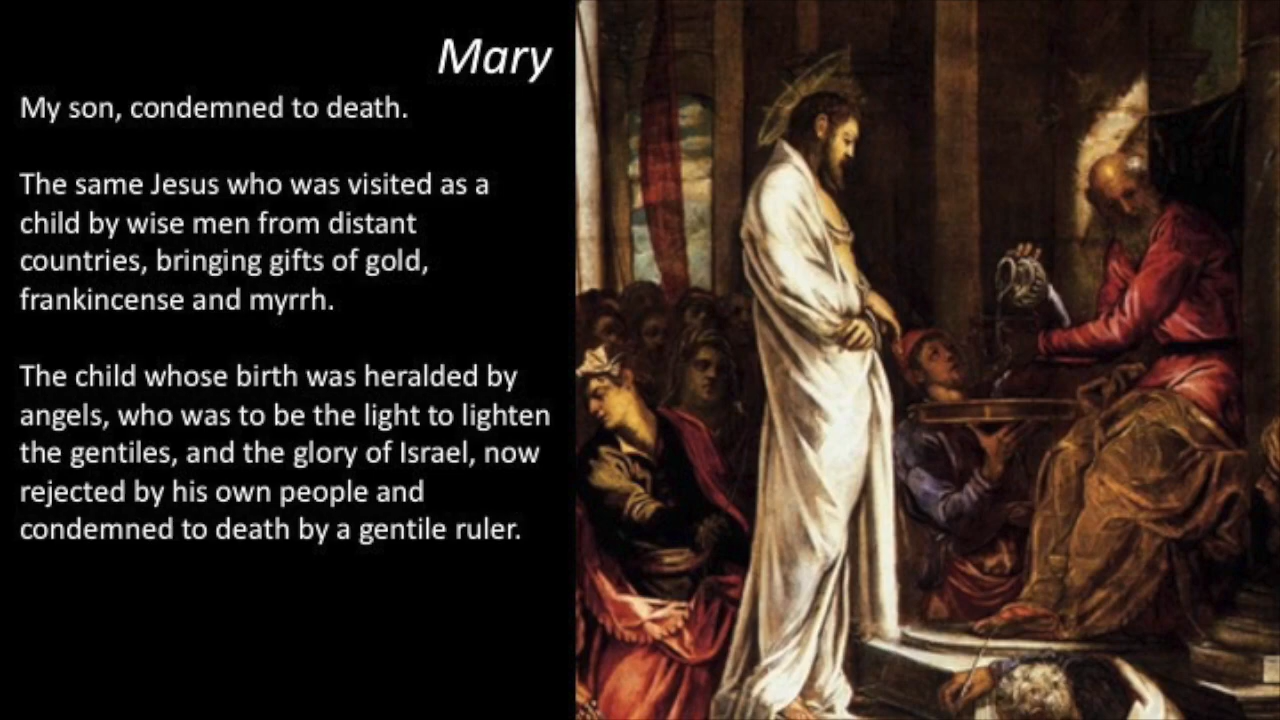 Mary
My son, condemned to death.
The same Jesus who was visited as a
child by wise men from distant
countries, bringing gifts of gold,
frankincense and myrrh.
The child whose birth was heralded by
angels, who was to be the light to lighten
the gentiles, and the glory of Israel, now
rejected by his own people and
condemned to death by a gentile ruler.